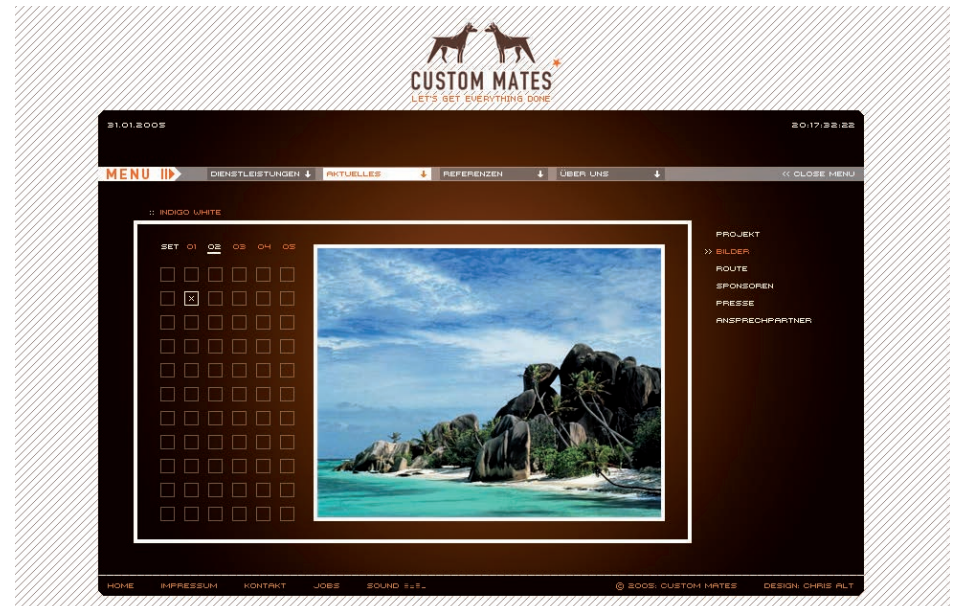 CUSTOM MATES
LET'S GET EVERYTHING DONE
31.01.2005 20:17:32:22
MENU DIENSTLEISTUNGEN AKTUELLES REFERENZEN ÜBER UNS << CLOSE MENU
:: INDIGO WHITE
SET 01 02 03 04 05
PROJEKT
>> BILDER
ROUTE
SPONSOREN
PRESSE
ANSPRECHPARTNER
HOME IMPRESSUM KONTAKT JOBS SOUND © 2005: CUSTOM MATES DESIGN: CHRIS ALT